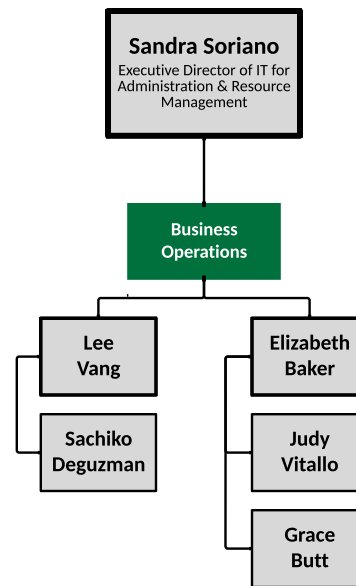 Sandra Soriano
Executive Director of IT for
Administration & Resource
Management
Business
Operations
Lee
Vang
Elizabeth
Baker
Sachiko
Deguzman
Judy
Vitallo
Grace
Butt